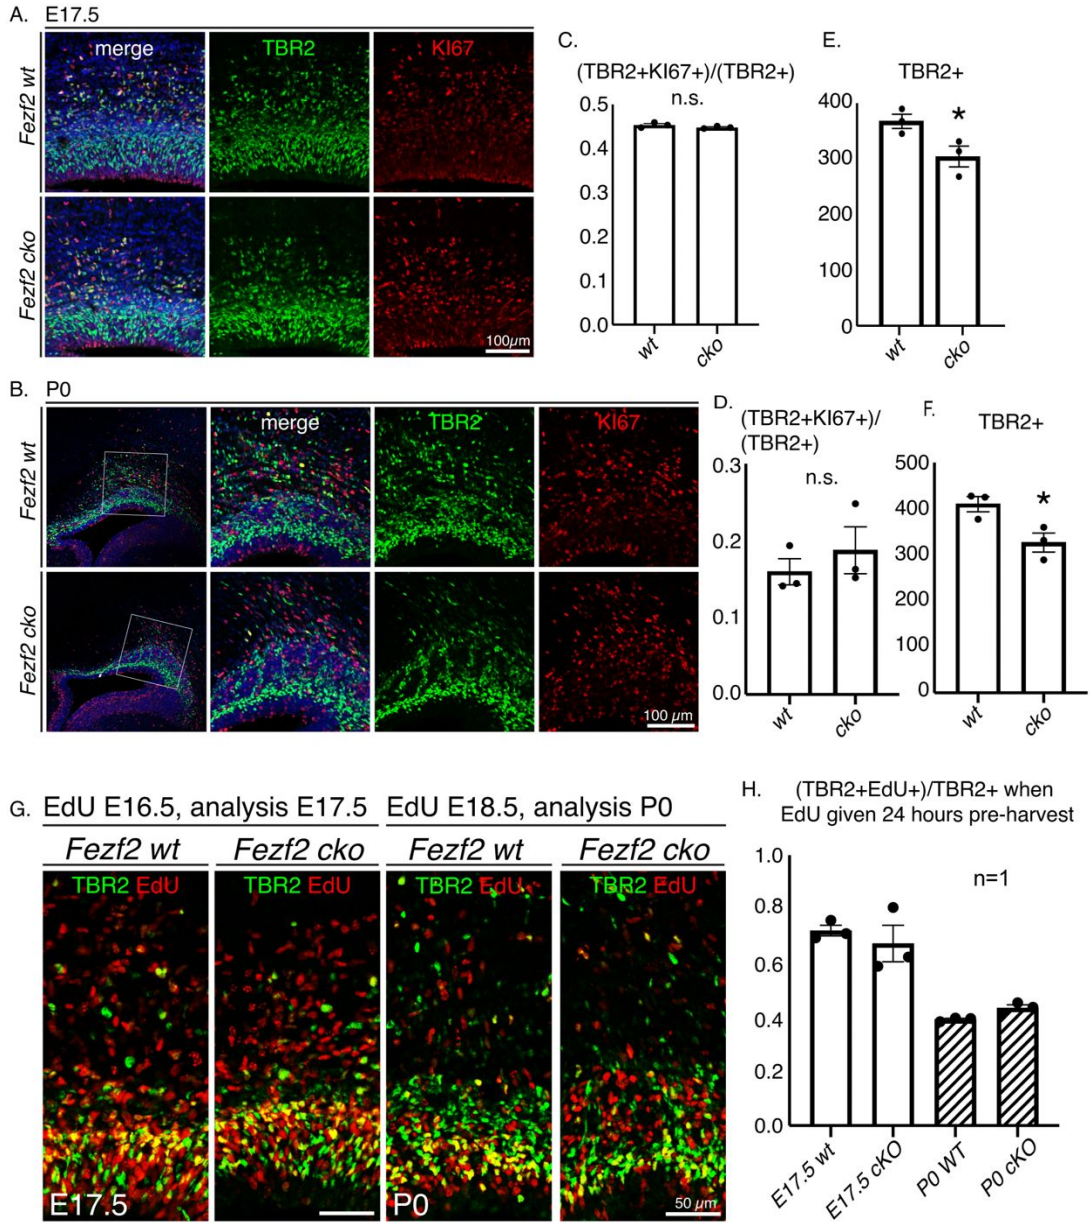 A. E17.5
merge TBR2 KI67
Fezf2 wt
Fezf2 cko
100µm
B. P0
merge TBR2 KI67
Fezf2 wt
Fezf2 cko
100 µm
C.
(TBR2+KI67+)/(TBR2+)
n.s.
0.5
0.4
0.3
0.2
0.1
0.0
wt cko
E.
TBR2+
*
400
300
400
300
0
wt cko
D. (TBR2+KI67+)/
(TBR2+)
n.s.
0.3
0.2
0.1
0.0
wt cko
F. TBR2+
*
500
400
300
400
300
0
wt cko
G. EdU E16.5, analysis E17.5 EdU E18.5, analysis P0
Fezf2 wt Fezf2 cko Fezf2 wt Fezf2 cko
TBR2 EdU TBR2 EdU TBR2 EdU TBR2 EdU
E17.5 P0 50 µm
H. (TBR2+EdU+)/TBR2+ when
EdU given 24 hours pre-harvest
n=1
1.0
0.8
0.6
0.4
0.2
0.0
E17.5 wt E17.5 cKO P0 WT P0 cKO